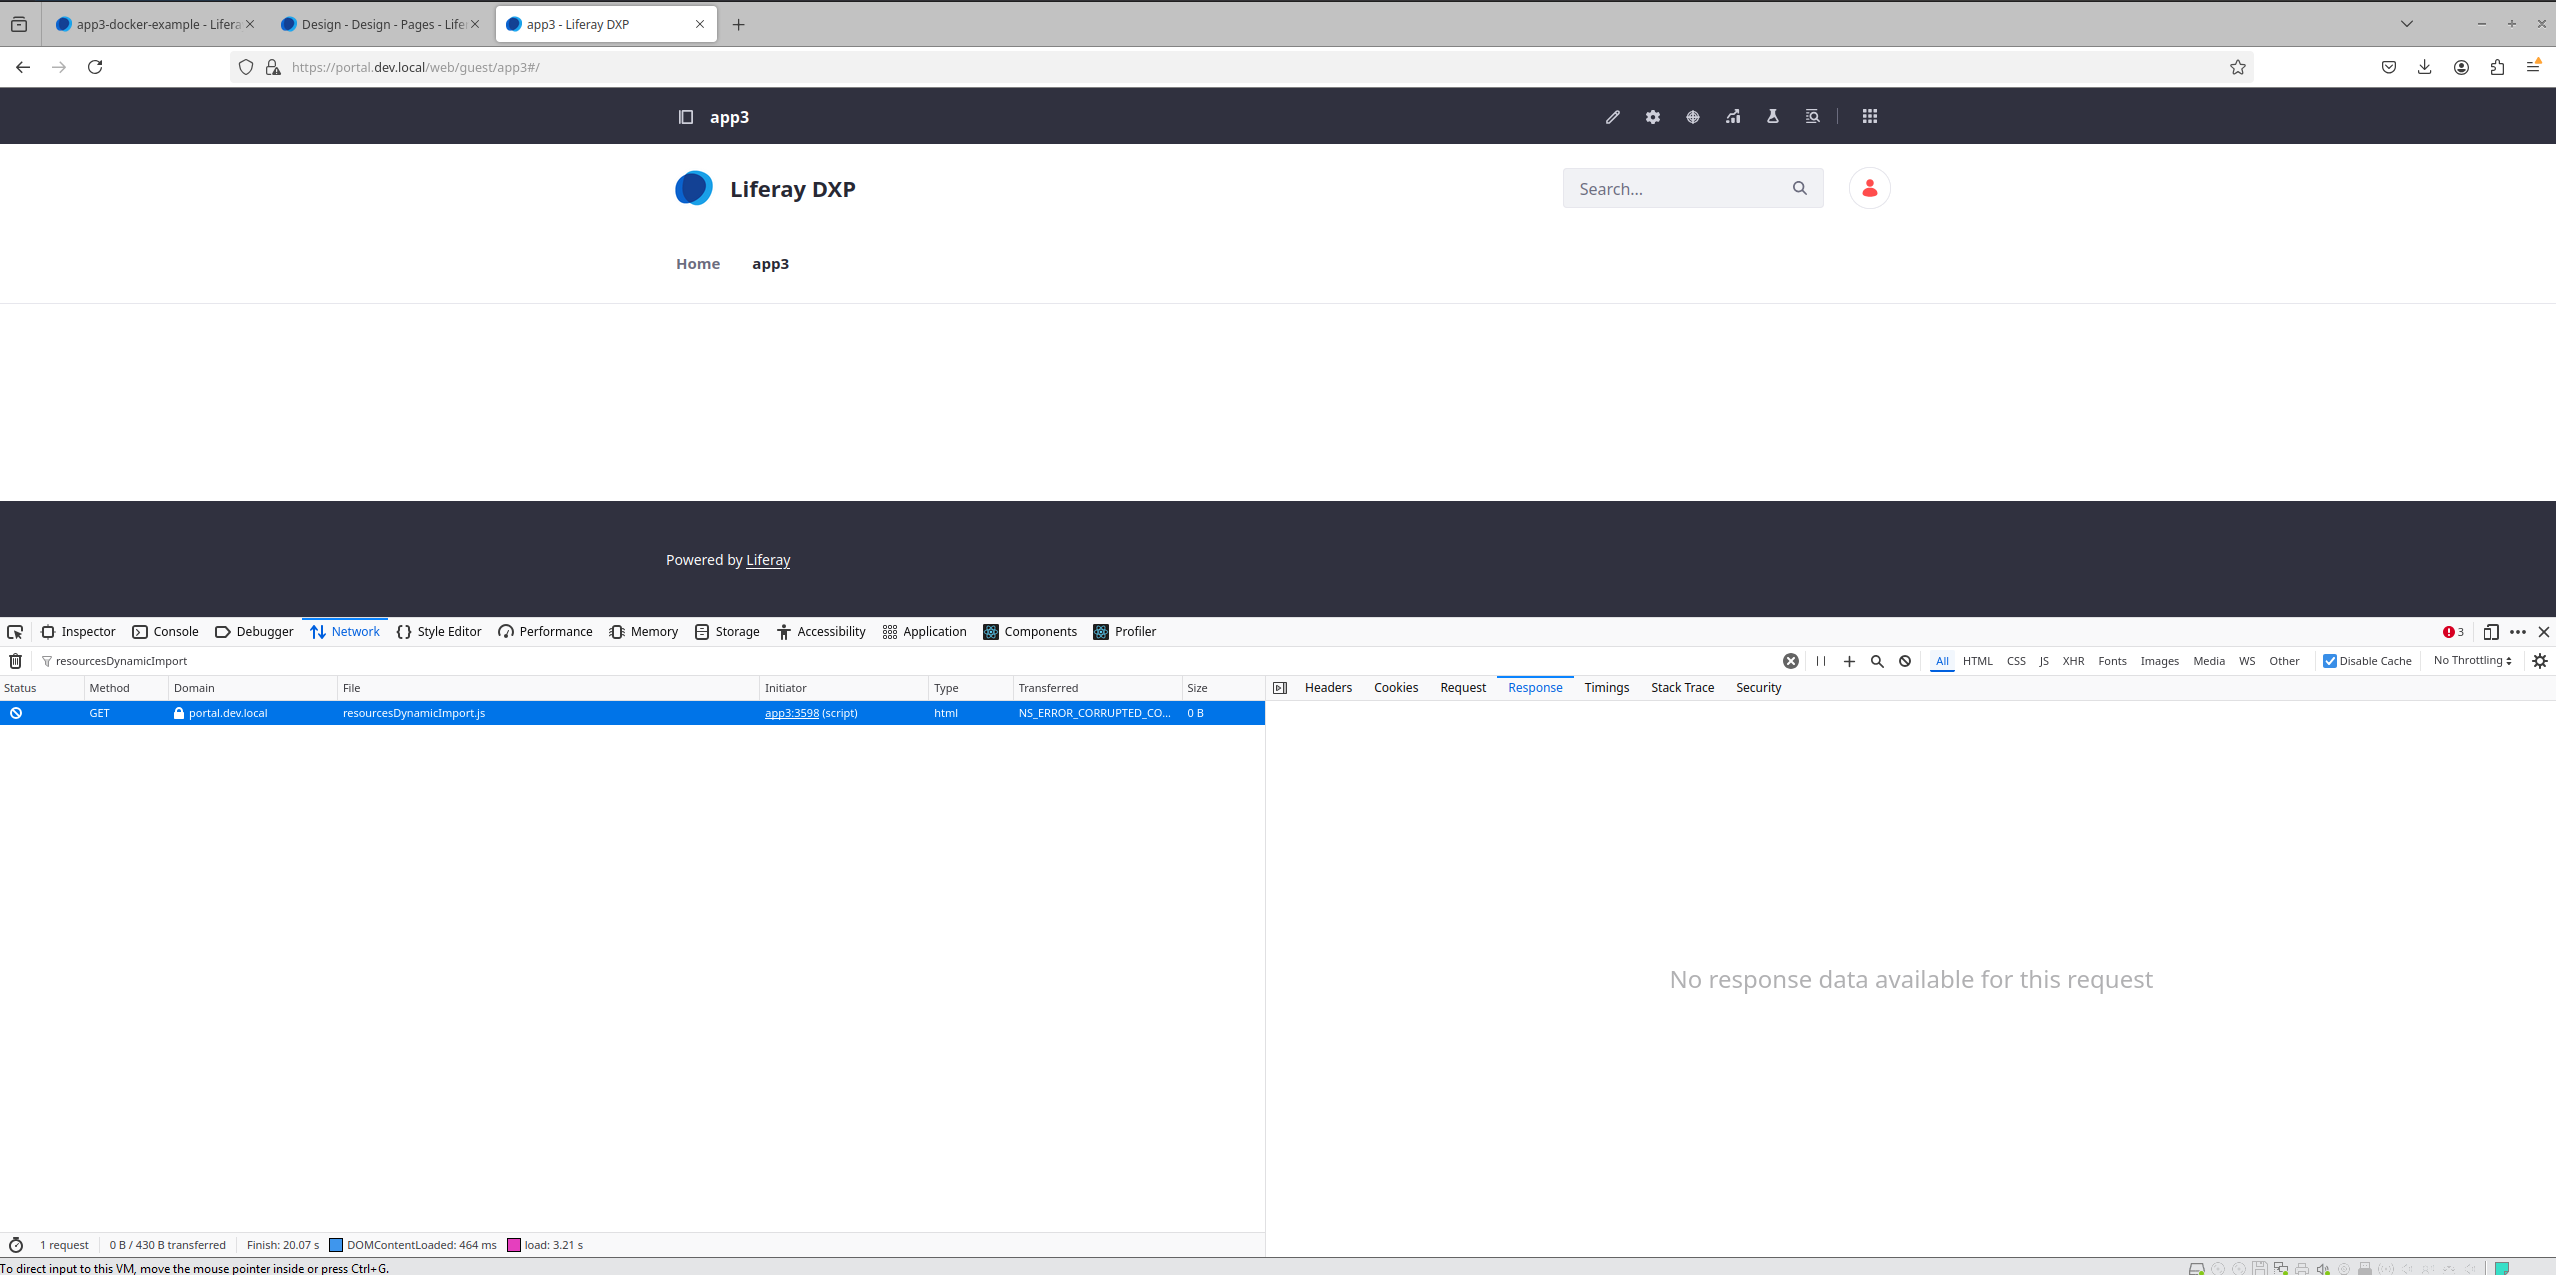 app3-docker-example - Lifera
Design - Design - Pages - Life
app3 - Liferay DXP
https://portal.dev.local/web/guest/app3#/
app3
Liferay DXP
Search...
Home
app3
Powered by Liferay
Inspector
Console
Debugger
Network
Style Editor
Performance
Memory
Storage
Accessibility
Application
Components
Profiler
3
resourcesDynamicImport
All
HTML
CSS
JS
XHR
Fonts
Images
Media
WS
Other
Disable Cache
No Throttling
Status
Method
Domain
File
Initiator
Type
Transferred
Size
Headers
Cookies
Request
Response
Timings
Stack Trace
Security
GET
portal.dev.local
resourcesDynamicImport.js
app3:3598 (script)
html
NS_ERROR_CORRUPTED_CO...
0 B
No response data available for this request
1 request
0 B / 430 B transferred
Finish: 20.07 s
DOMContentLoaded: 464 ms
load: 3.21 s
To direct input to this VM, move the mouse pointer inside or press Ctrl+G.